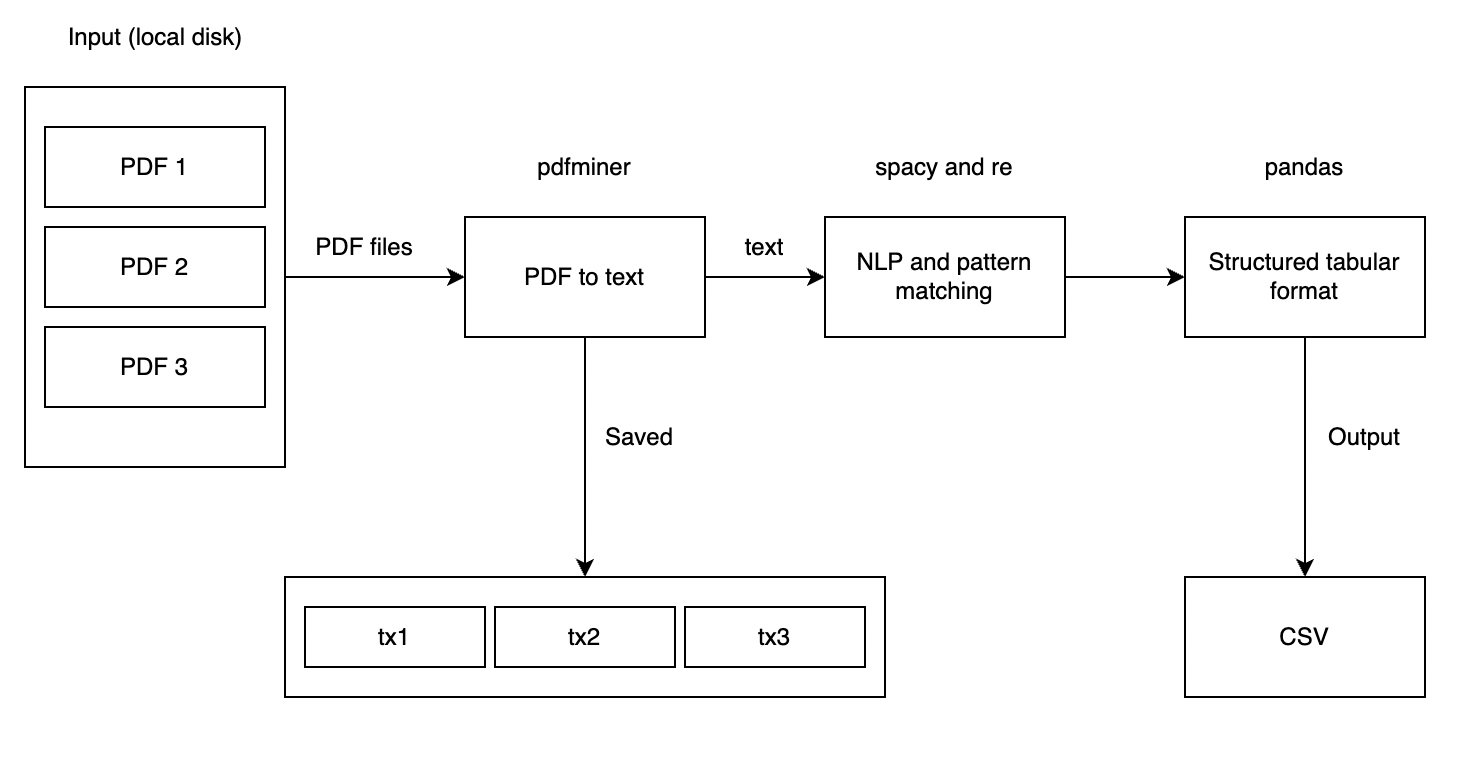 Input (local disk)
PDF 1
PDF 2
PDF 3
PDF files
pdfminer
PDF to text
text
spacy and re
NLP and pattern
matching
pandas
Structured tabular
format
Saved
Output
tx1
tx2
tx3
CSV